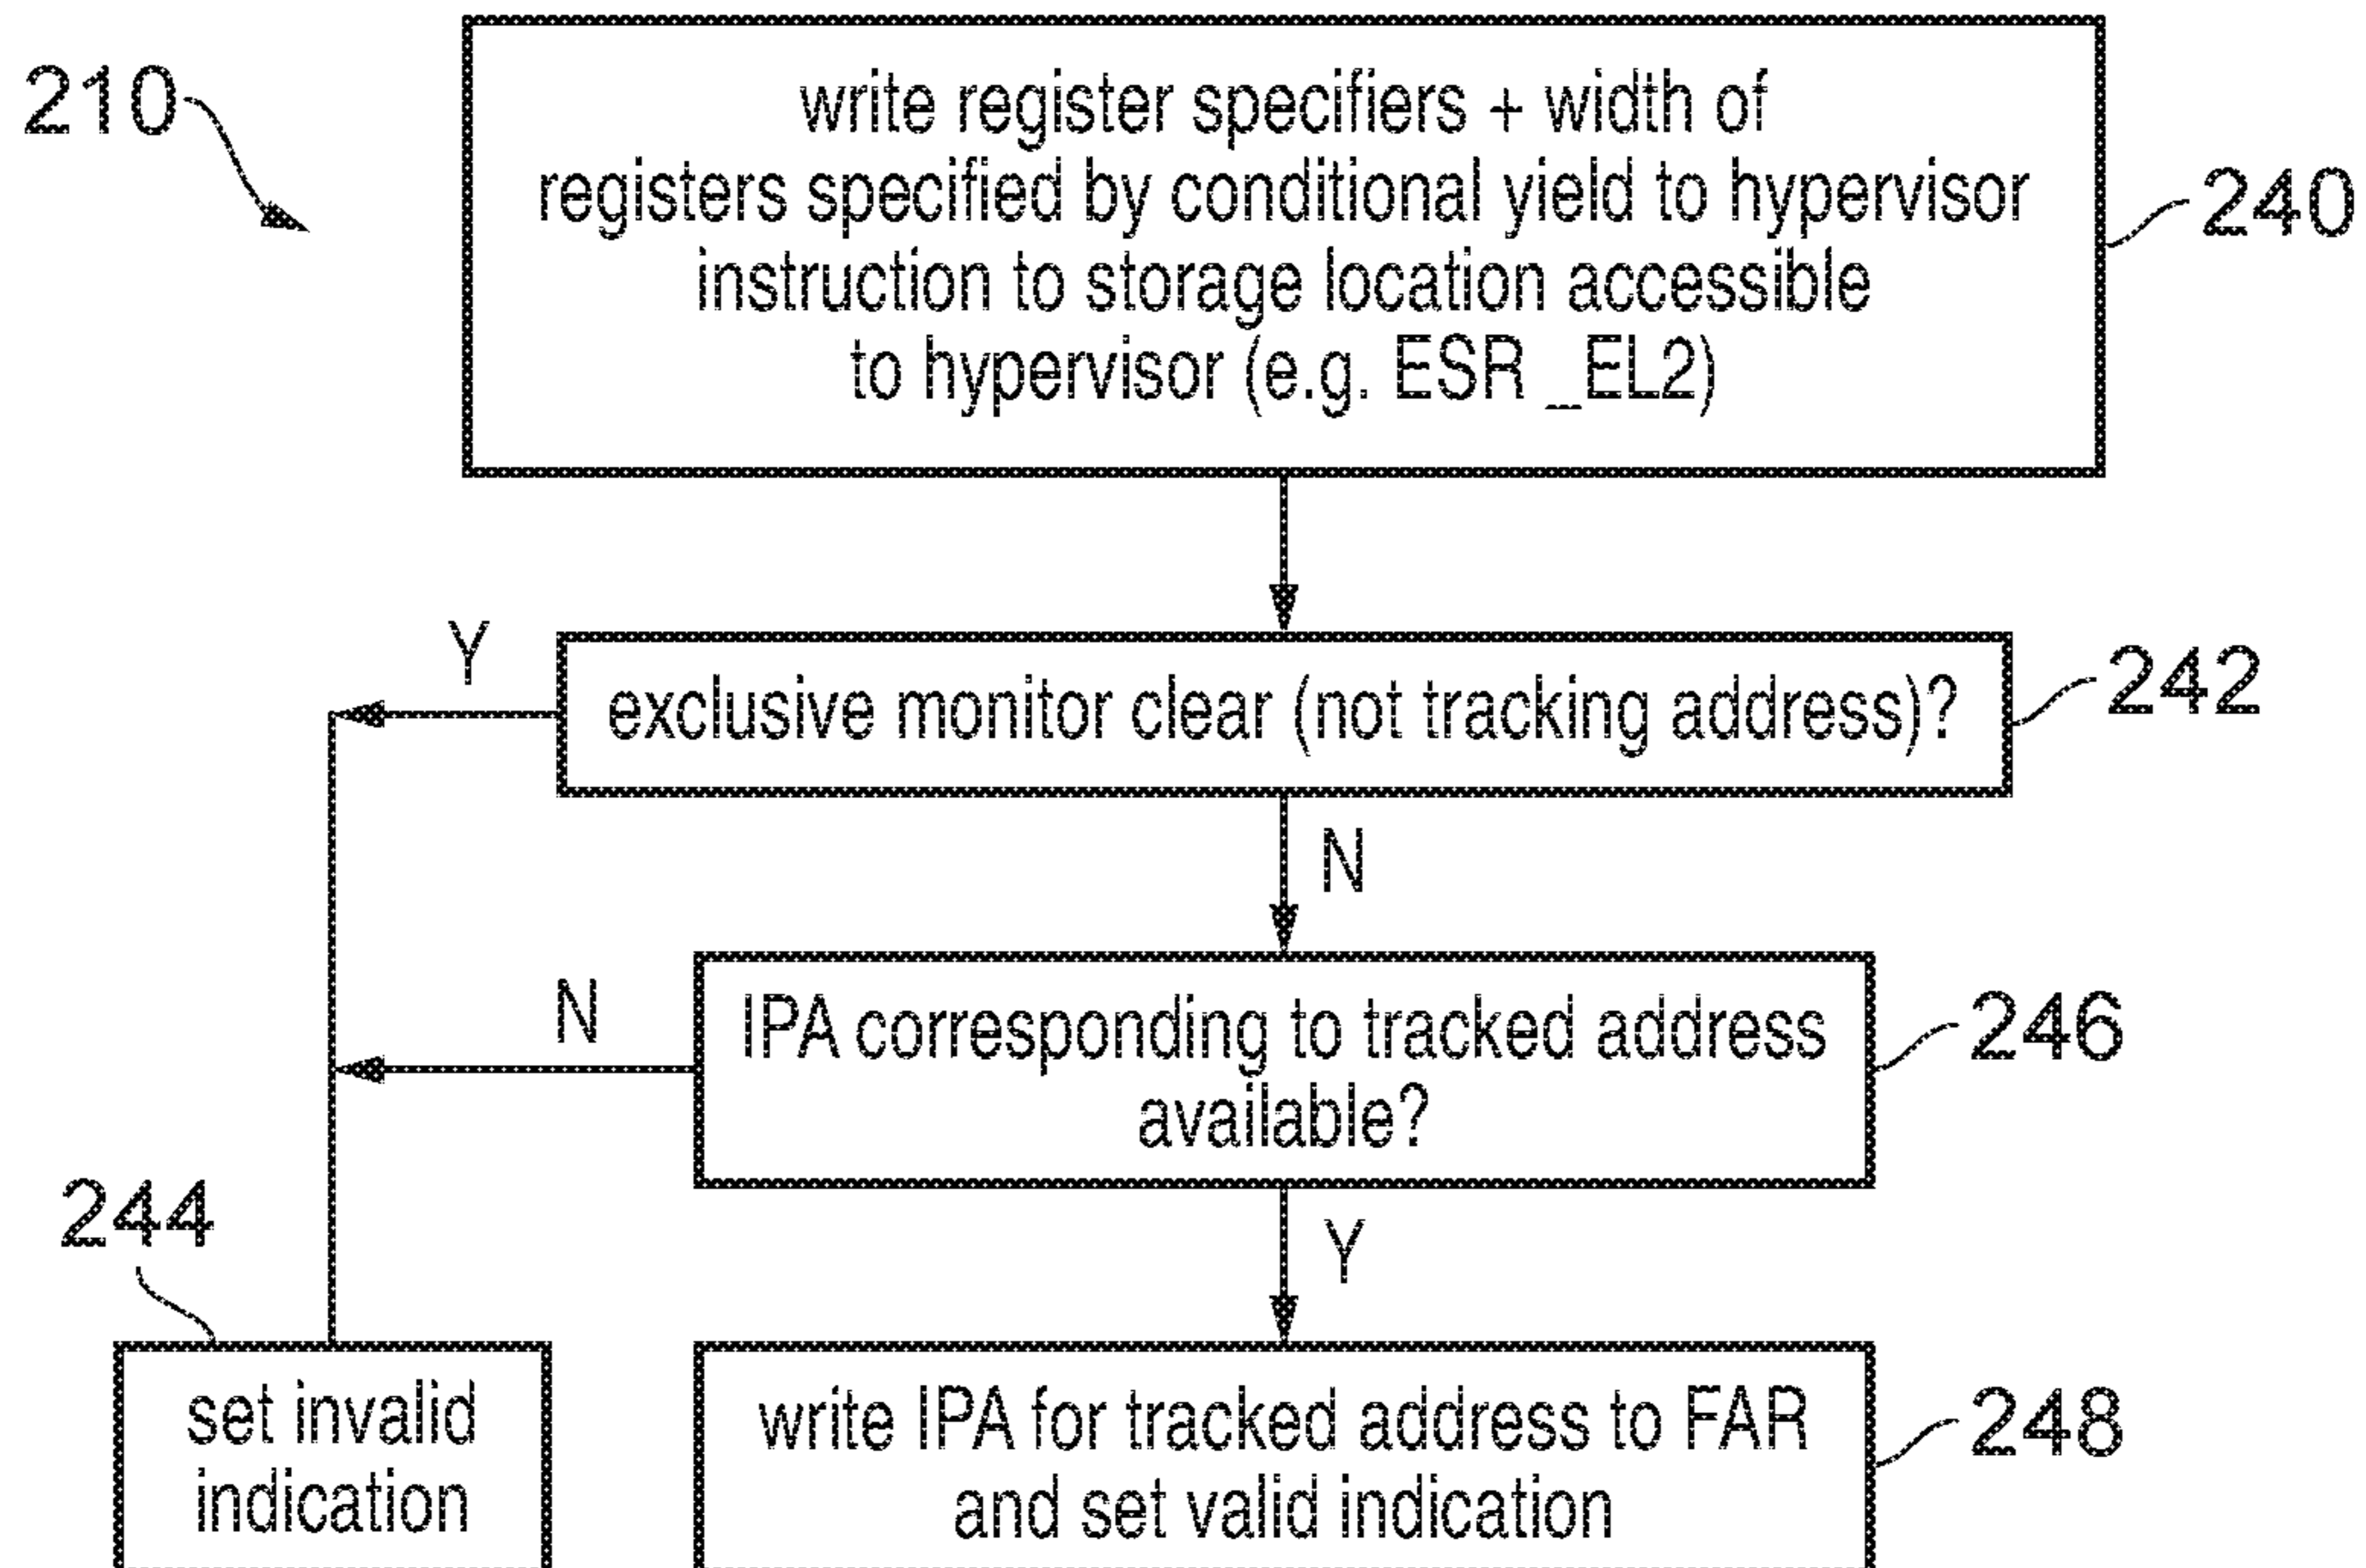 210
write register specifiers + width of
registers specified by conditional yield to hypervisor
instruction to storage location accessible
to hypervisor (e.g. ESR _EL2)
240
Y
exclusive monitor clear (not tracking address)?
242
N
N
IPA corresponding to tracked address
available?
246
244
Y
set invalid
indication
write IPA for tracked address to FAR
and set valid indication
248